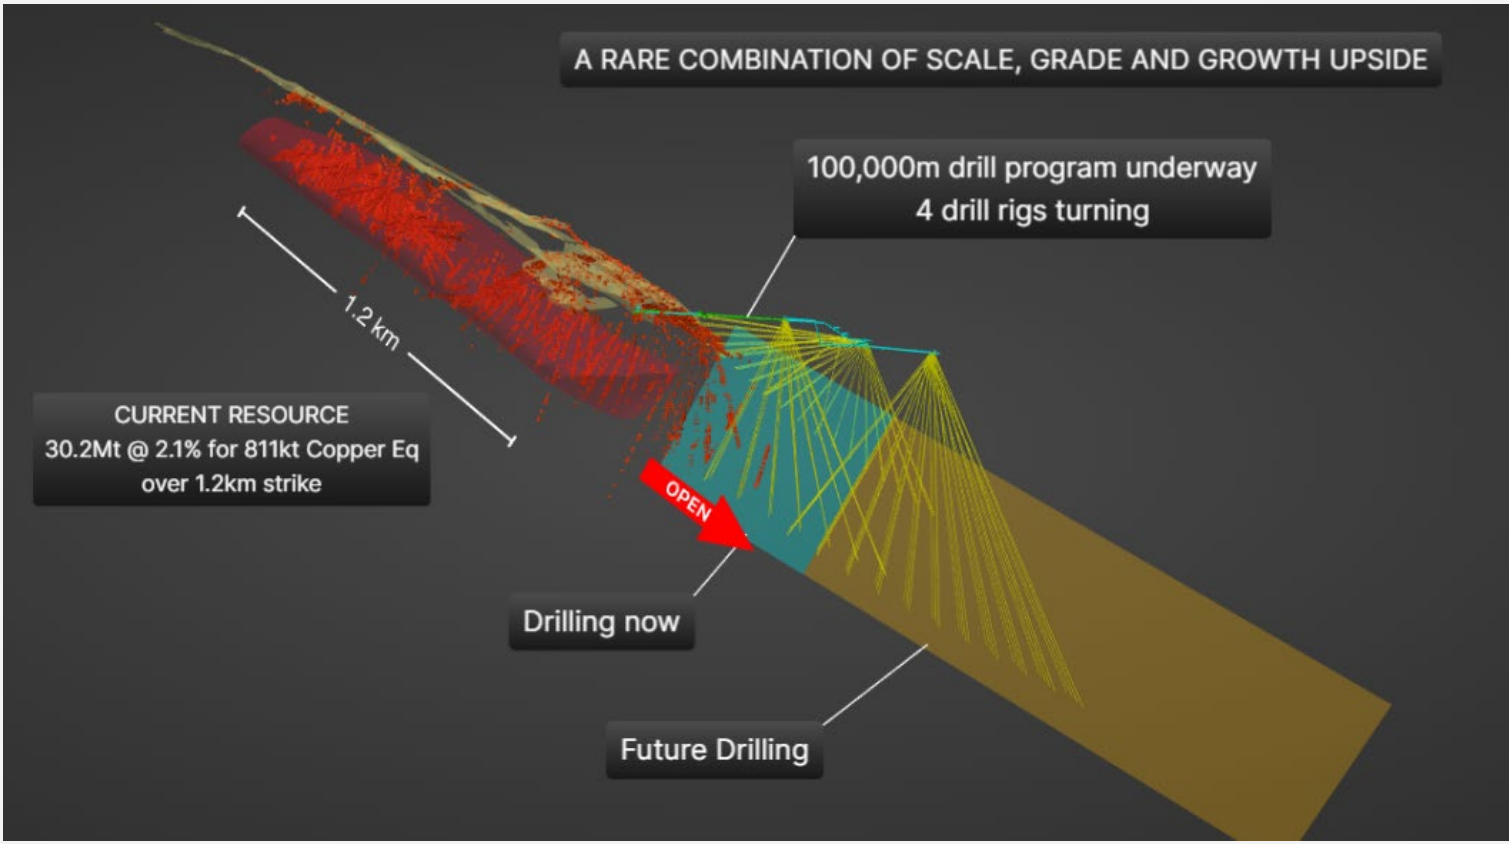 A RARE COMBINATION OF SCALE, GRADE AND GROWTH UPSIDE
100,000m drill program underway
4 drill rigs turning
1.2 km
CURRENT RESOURCE
30.2Mt @ 2.1% for 811kt Copper Eq
over 1.2km strike
OPEN
Drilling now
Future Drilling